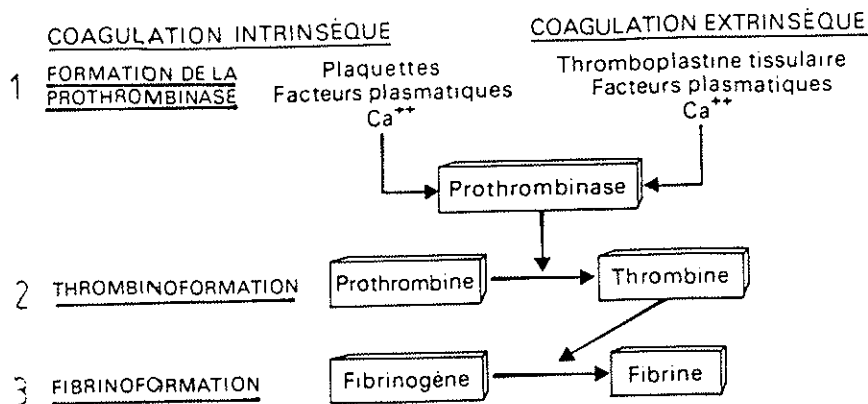 COAGULATION INTRINSÈQUE
COAGULATION EXTRINSÈQUE
1 FORMATION DE LA
PROTHROMBINASE
Plaquettes
Facteurs plasmatiques
Ca++
Thromboplastine tissulaire
Facteurs plasmatiques
Ca++
Prothrombinase
2 THROMBINOFORMATION
Prothrombine
Thrombine
3 FIBRINOFORMATION
Fibrinogène
Fibrine